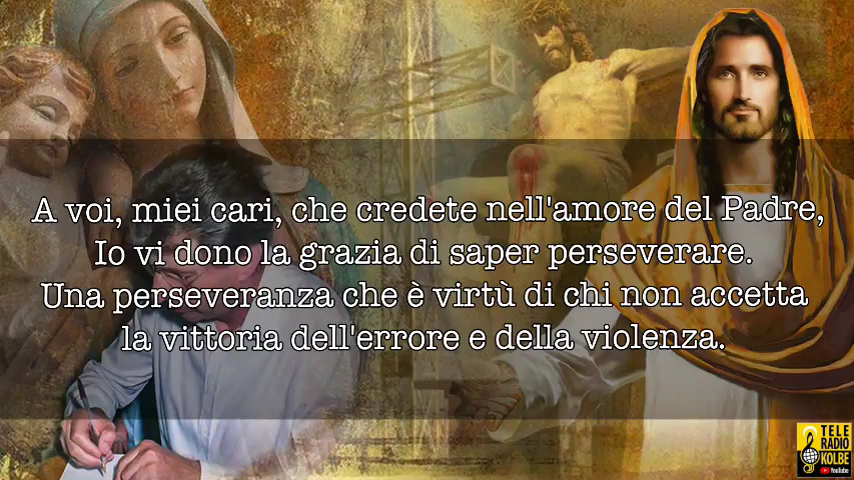 A voi, miei cari, che credete nell'amore del Padre,
Io vi dono la grazia di saper perseverare.
Una perseveranza che è virtù di chi non accetta
la vittoria dell'errore e della violenza.
TELE
RADIO
KOLBE
YouTube